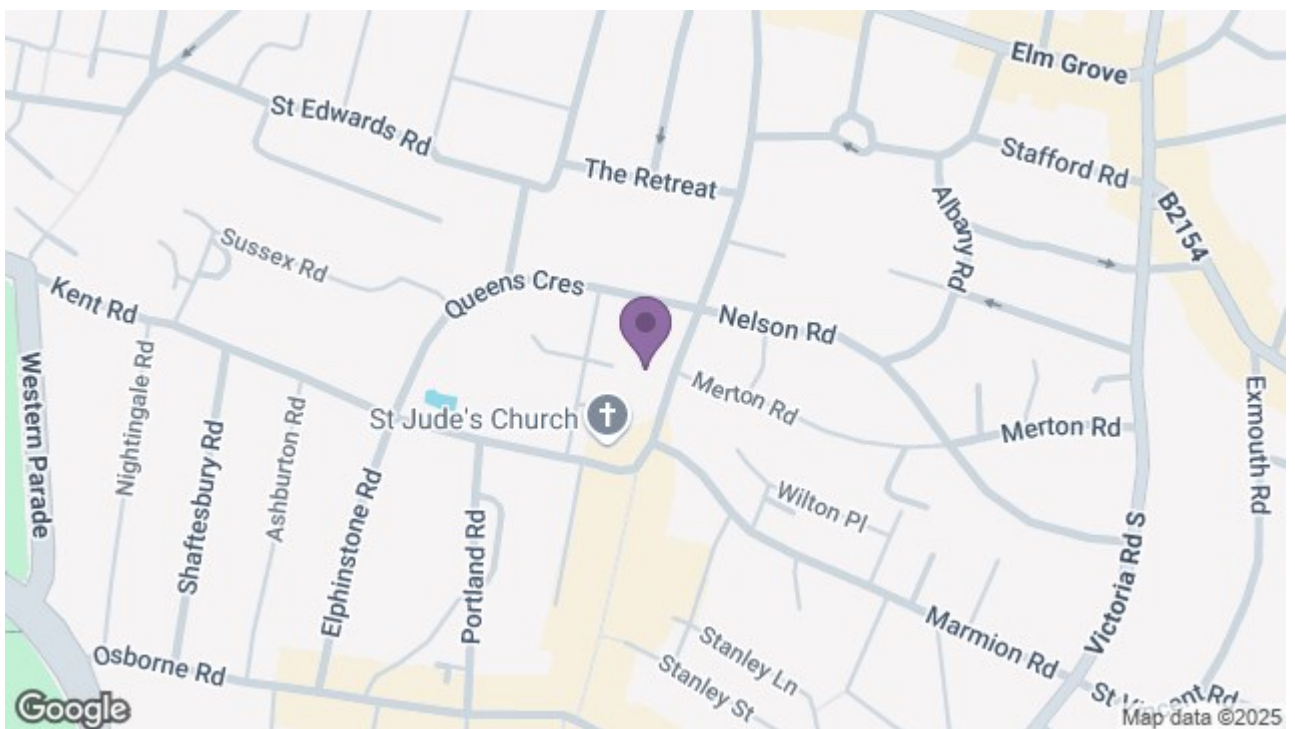 Elm Grove
St Edwards Rd
The Retreat
Stafford Rd
Albany Rd
B2154
Sussex Rd
Queens Cres
Kent Rd
Nelson Rd
Western Parade
Nightingale Rd
Shaftesbury Rd
Ashburton Rd
Elphinstone Rd
St Jude's Church
Merton Rd
Merton Rd
Exmouth Rd
Portland Rd
Wilton Pl
Victoria Rd S
Marmion Rd
Osborne Rd
Stanley Ln
Stanley St
St Vincent Rd
Google
Map data ©2025